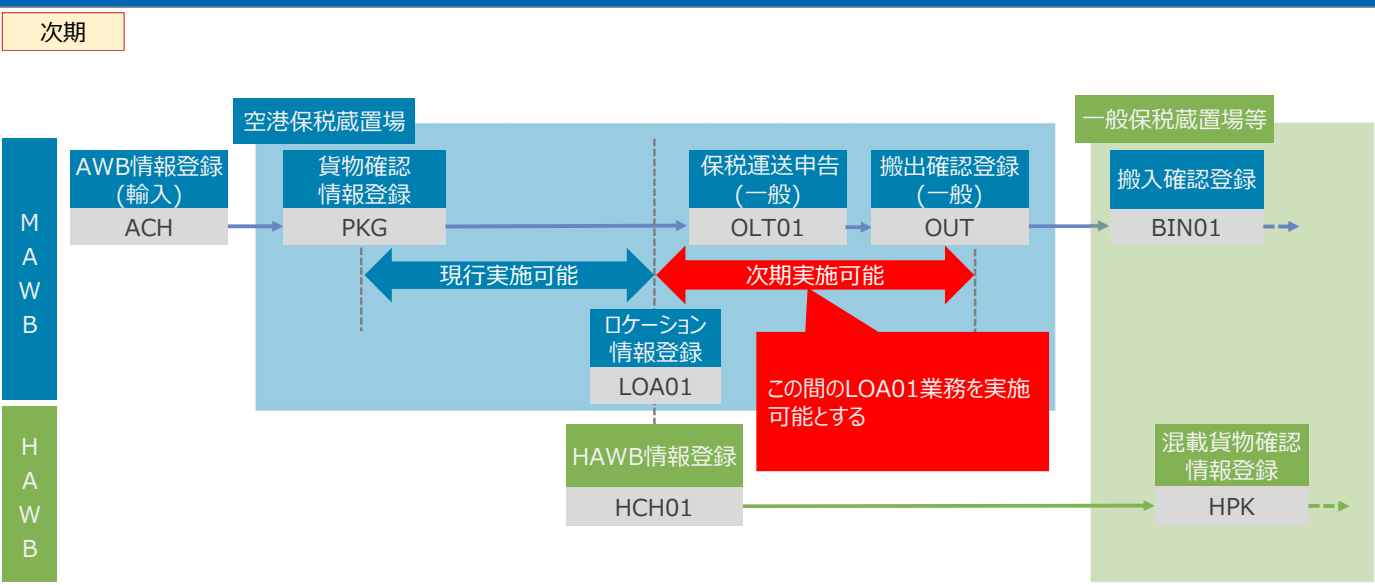 次期
空港保税蔵置場
一般保税蔵置場等
M
A
W
B
AWB情報登録
(輸入)
ACH
貨物確認
情報登録
PKG
保税運送申告
(一般)
OLT01
搬出確認登録
(一般)
OUT
搬入確認登録
BIN01
現行実施可能
次期実施可能
ロケーション
情報登録
LOA01
この間のLOA01業務を実施
可能とする
H
A
W
B
HAWB情報登録
HCH01
混載貨物確認
情報登録
HPK